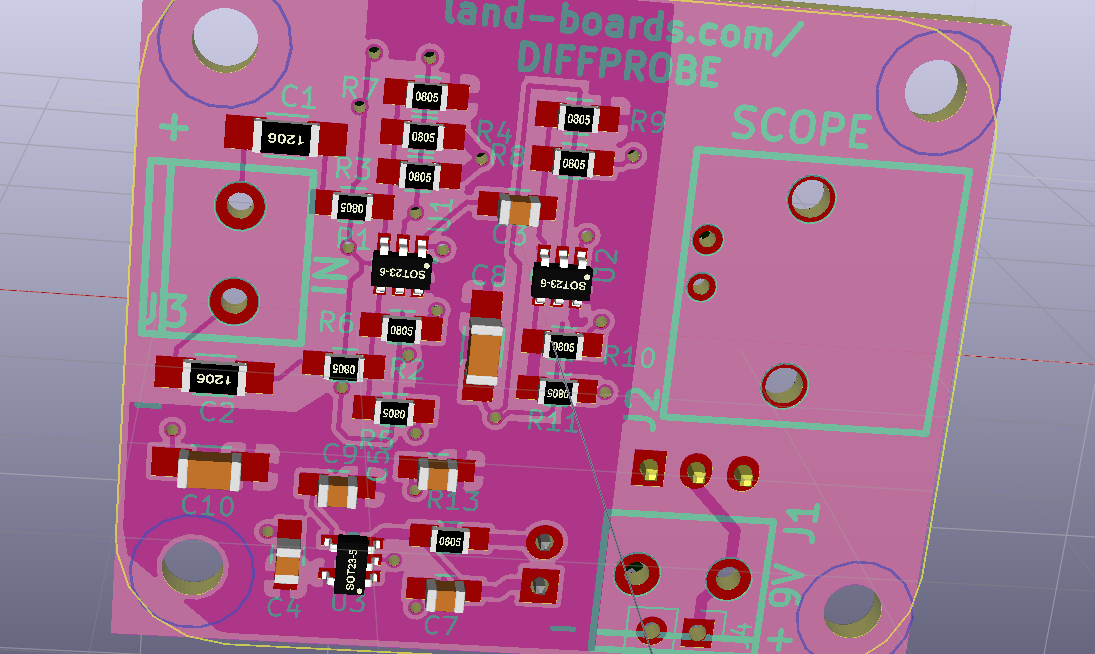 land-boards.com/
DIFFPROBE
R7
0805
C1
R9
0805
SCOPE
+
1206
0805
R4
R8
0805
R3
0805
0805
U1
R1
C3
SOT23-6
U2
SOT23-6
IN
C8
J3
R6
0805
0805
R10
1206
0805
R2
0805
C2
0805
R11
J2
R5
C9
C5
C10
R13
0805
J1
SOT23-5
9V
C4
U3
C7
+